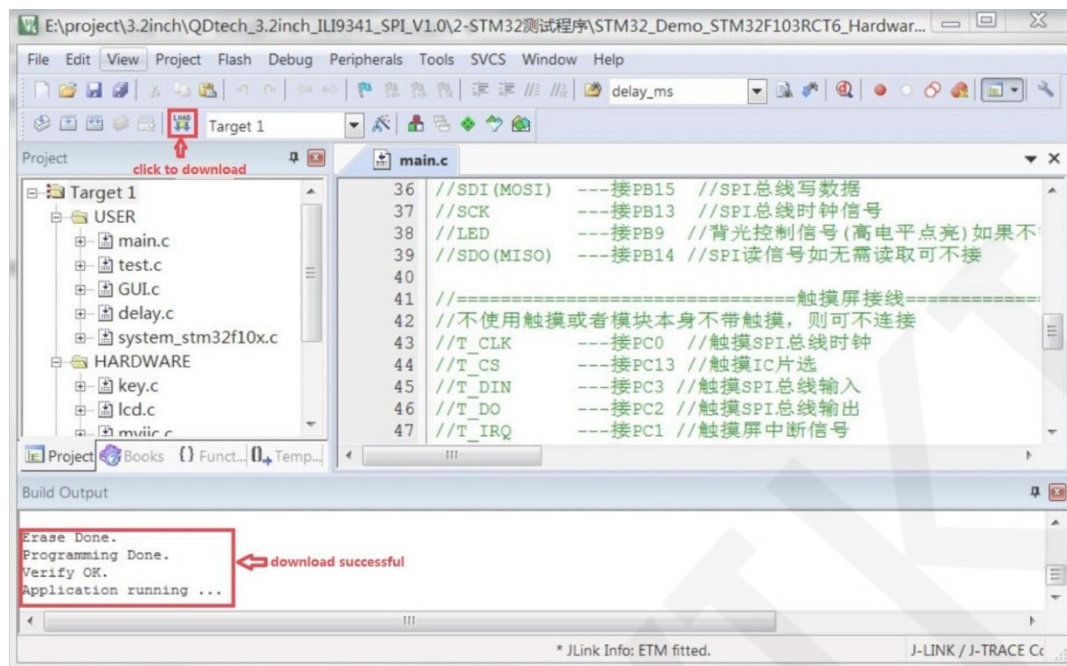 E:\project\3.2inch\QDtech_3.2inch_ILI9341_SPI_V1.0\2-STM32测试程序\STM32_Demo_STM32F103RCT6_Hardwar...
File Edit View Project Flash Debug Peripherals Tools SVCS Window Help
delay_ms
LOAD Target 1
click to download
Project
main.c
Target 1
USER
main.c
test.c
GUI.c
delay.c
system_stm32f10x.c
HARDWARE
key.c
lcd.c
myiic.c
36 //SDI(MOSI) ---接PB15 //SPI总线写数据
37 //SCK ---接PB13 //SPI总线时钟信号
38 //LED ---接PB9 //背光控制信号(高电平点亮)如果不
39 //SDO(MISO) ---接PB14 //SPI读信号如无需读取可不接
40
41 //================================触摸屏接线=============
42 //不使用触摸或者模块本身不带触摸，则可不连接
43 //T_CLK ---接PC0 //触摸SPI总线时钟
44 //T_CS ---接PC13 //触摸IC片选
45 //T_DIN ---接PC3 //触摸SPI总线输入
46 //T_DO ---接PC2 //触摸SPI总线输出
47 //T_IRQ ---接PC1 //触摸屏中断信号
Project Books {} Funct... Temp...
Build Output
Erase Done.
Programming Done.
Verify OK.
Application running ...
download successful
* JLink Info: ETM fitted. J-LINK / J-TRACE